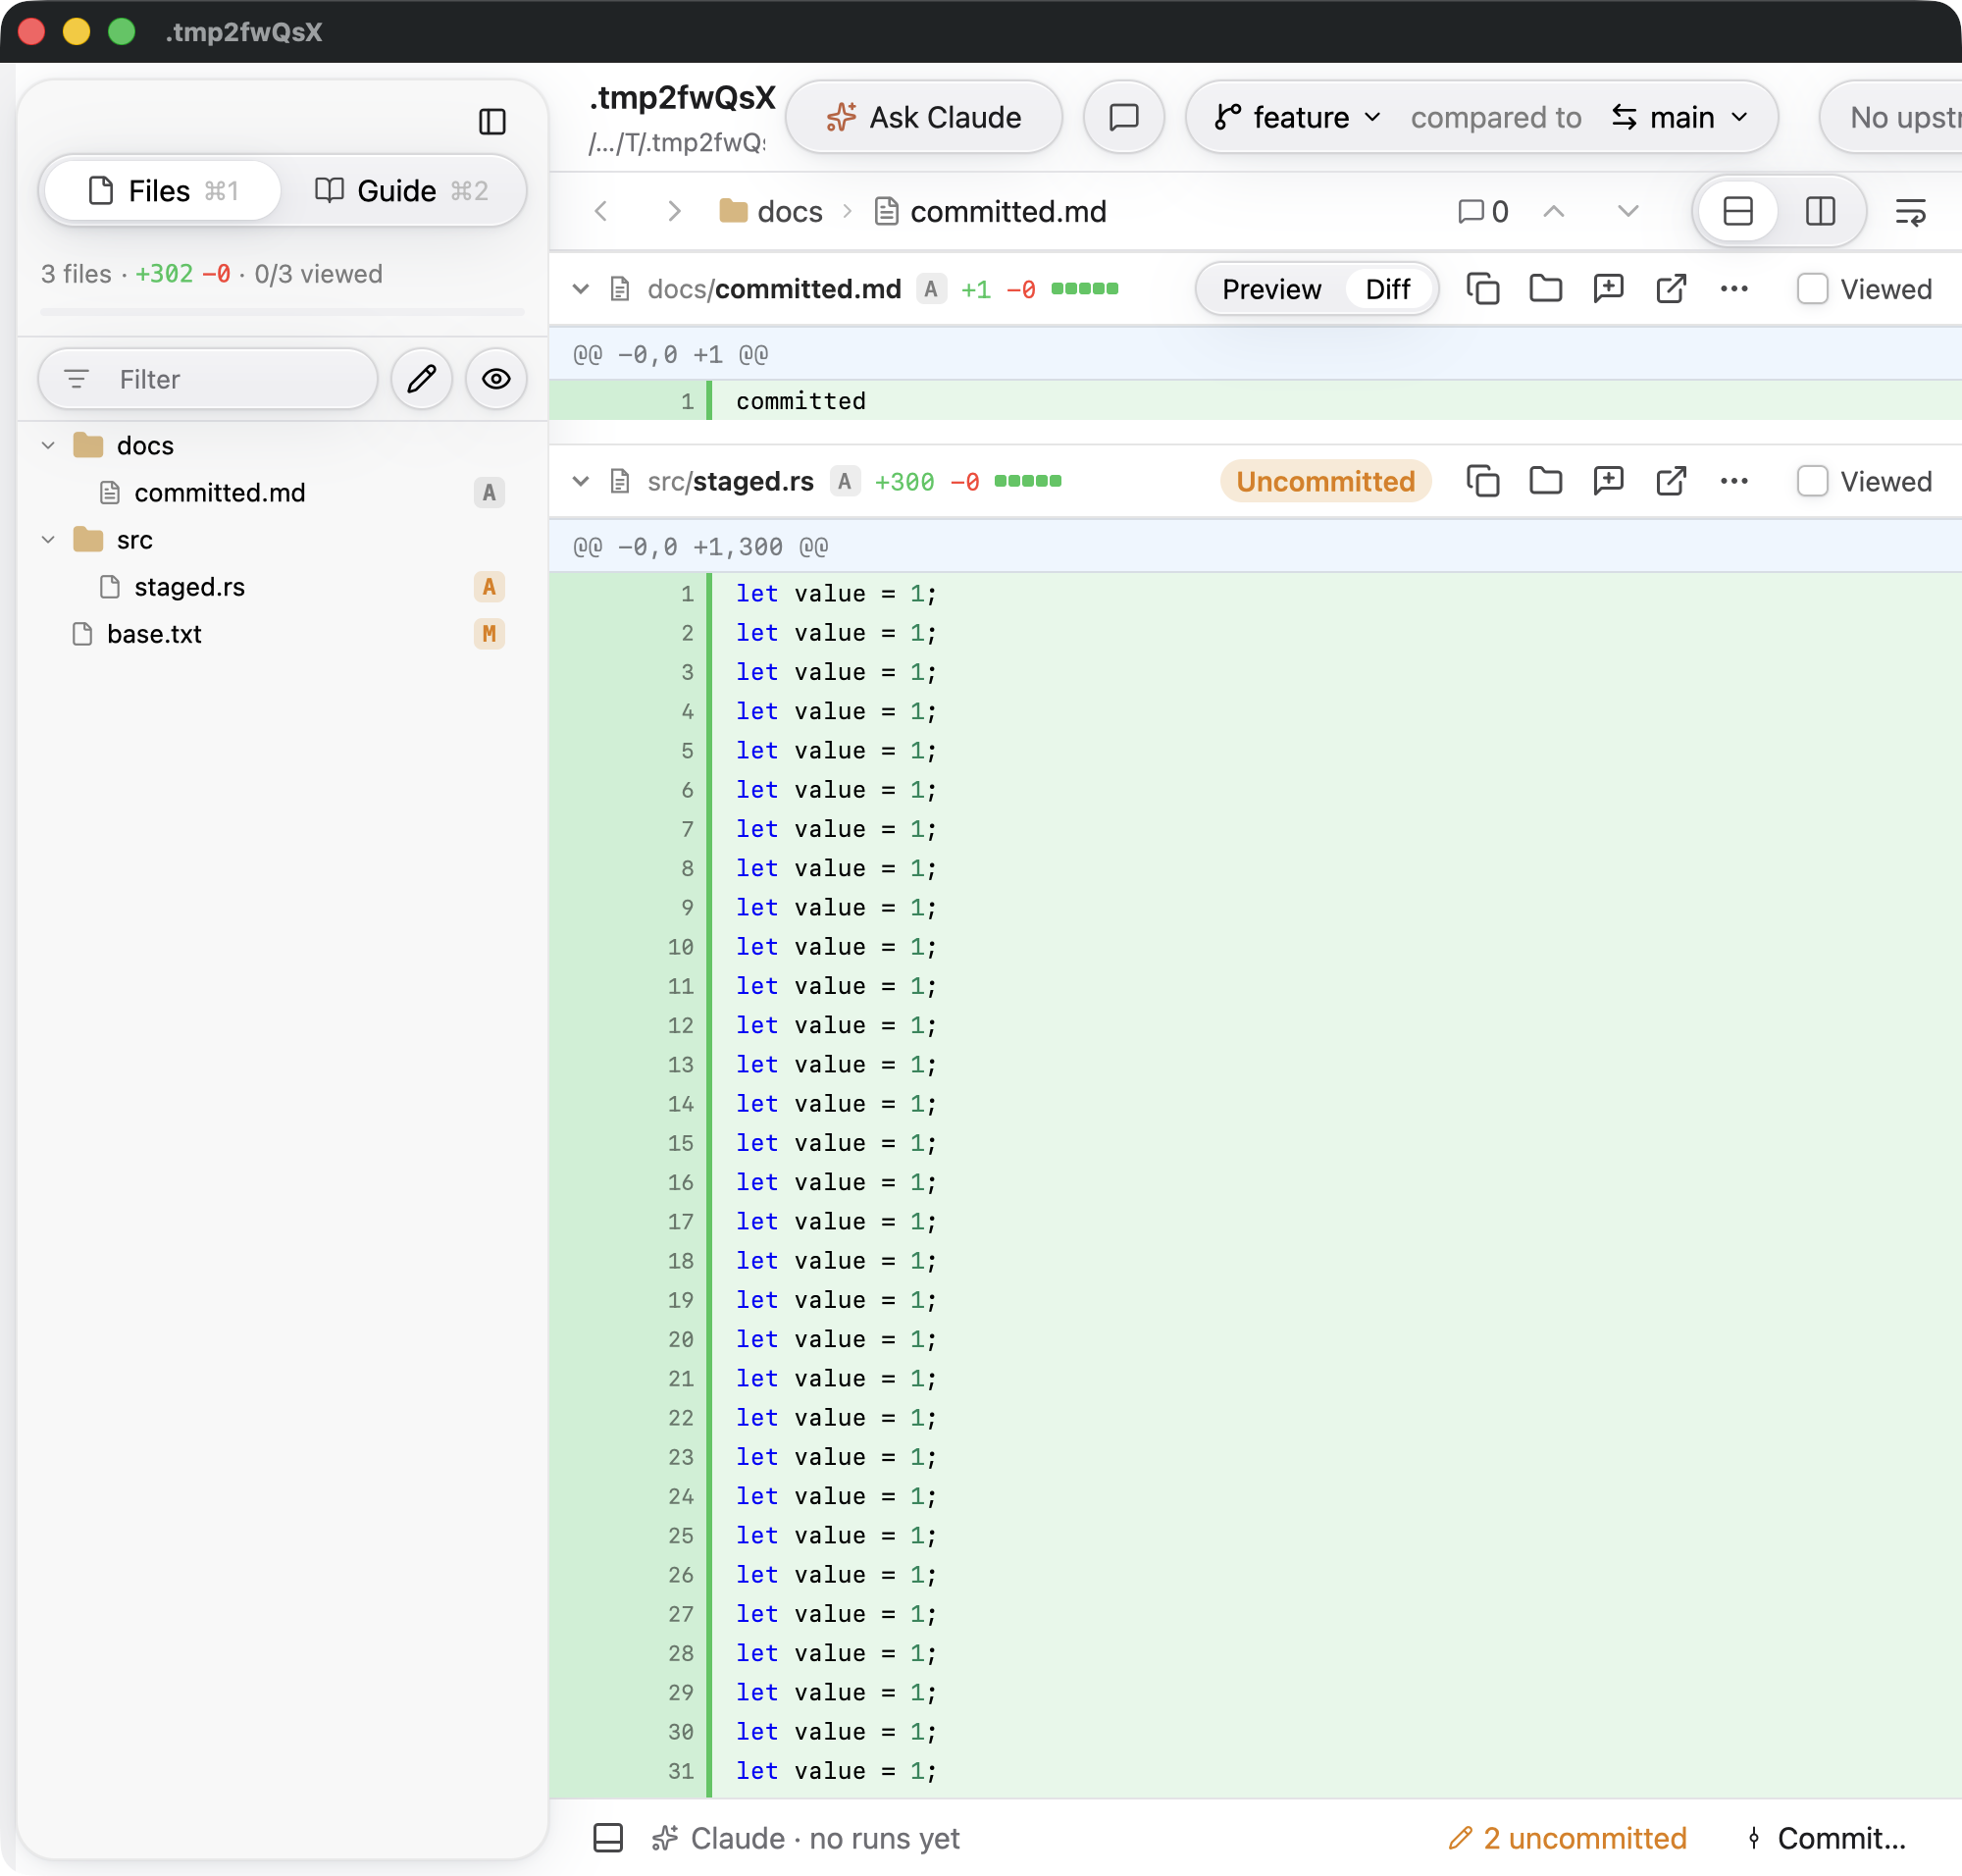 .tmp2fwQsX
Files ⌘1 Guide ⌘2
3 files · +302 −0 · 0/3 viewed
Filter
docs
committed.md A
src
staged.rs A
base.txt M
.tmp2fwQsX
/.../T/.tmp2fwQ
Ask Claude
feature compared to main
No upst
docs committed.md 0
docs/committed.md A +1 −0 Preview Diff Viewed
@@ −0,0 +1 @@
1 committed
src/staged.rs A +300 −0 Uncommitted Viewed
@@ −0,0 +1,300 @@
1 let value = 1;
2 let value = 1;
3 let value = 1;
4 let value = 1;
5 let value = 1;
6 let value = 1;
7 let value = 1;
8 let value = 1;
9 let value = 1;
10 let value = 1;
11 let value = 1;
12 let value = 1;
13 let value = 1;
14 let value = 1;
15 let value = 1;
16 let value = 1;
17 let value = 1;
18 let value = 1;
19 let value = 1;
20 let value = 1;
21 let value = 1;
22 let value = 1;
23 let value = 1;
24 let value = 1;
25 let value = 1;
26 let value = 1;
27 let value = 1;
28 let value = 1;
29 let value = 1;
30 let value = 1;
31 let value = 1;
Claude · no runs yet
2 uncommitted
Commit...